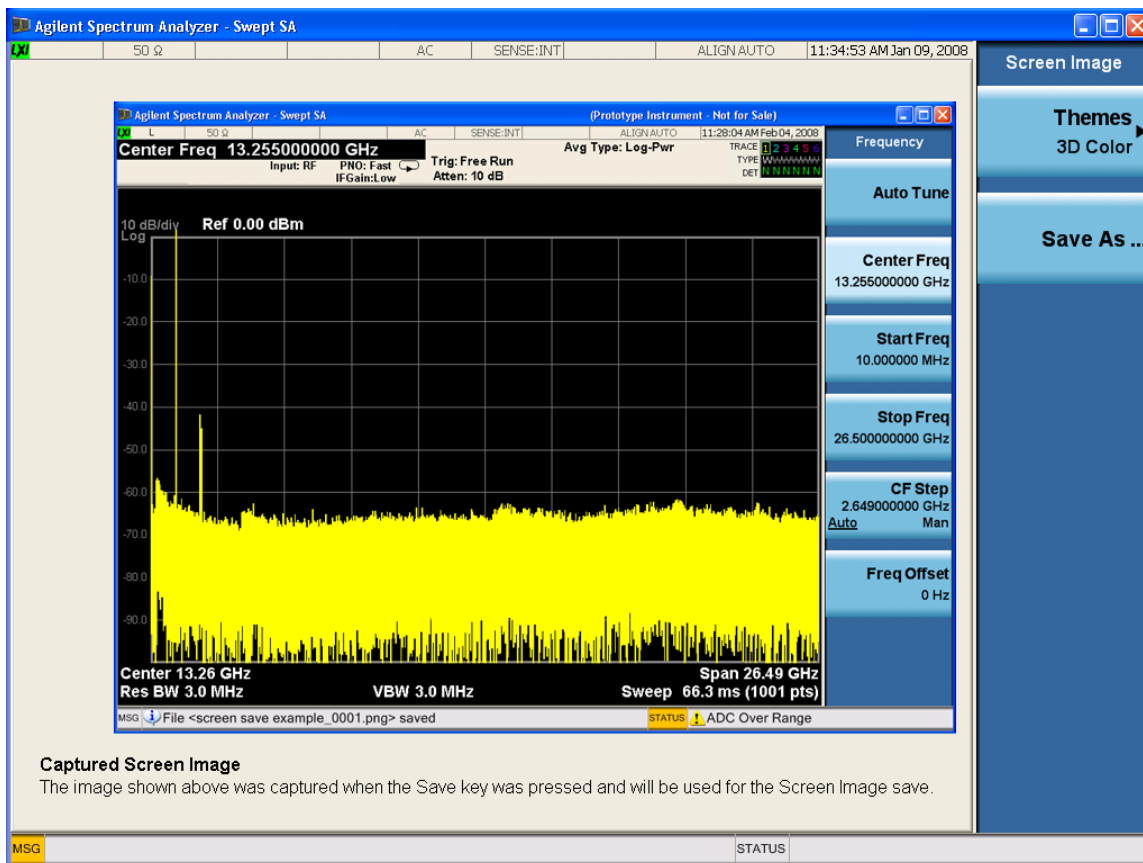 Agilent Spectrum Analyzer - Swept SA
LXI 50 Ω AC SENSE:INT ALIGN AUTO 11:34:53 AM Jan 09, 2008
Screen Image
Themes
3D Color
Save As ...
Agilent Spectrum Analyzer - Swept SA (Prototype Instrument - Not for Sale)
LXI L 50 Ω AC SENSE:INT ALIGN AUTO 11:28:04 AM Feb 04, 2008
Center Freq 13.255000000 GHz
Input: RF PNO: Fast
IFGain:Low
Trig: Free Run
Atten: 10 dB
Avg Type: Log-Pwr
TRACE 1 2 3 4 5 6
TYPE
DET N N N N N N
10 dB/div Ref 0.00 dBm
Log
-10.0
-20.0
-30.0
-40.0
-50.0
-60.0
-70.0
-80.0
-90.0
Center 13.26 GHz Span 26.49 GHz
Res BW 3.0 MHz VBW 3.0 MHz Sweep 66.3 ms (1001 pts)
MSG File <screen save example_0001.png> saved STATUS ADC Over Range
Frequency
Auto Tune
Center Freq
13.255000000 GHz
Start Freq
10.000000 MHz
Stop Freq
26.500000000 GHz
CF Step
2.649000000 GHz
Auto Man
Freq Offset
0 Hz
Captured Screen Image
The image shown above was captured when the Save key was pressed and will be used for the Screen Image save.
MSG STATUS